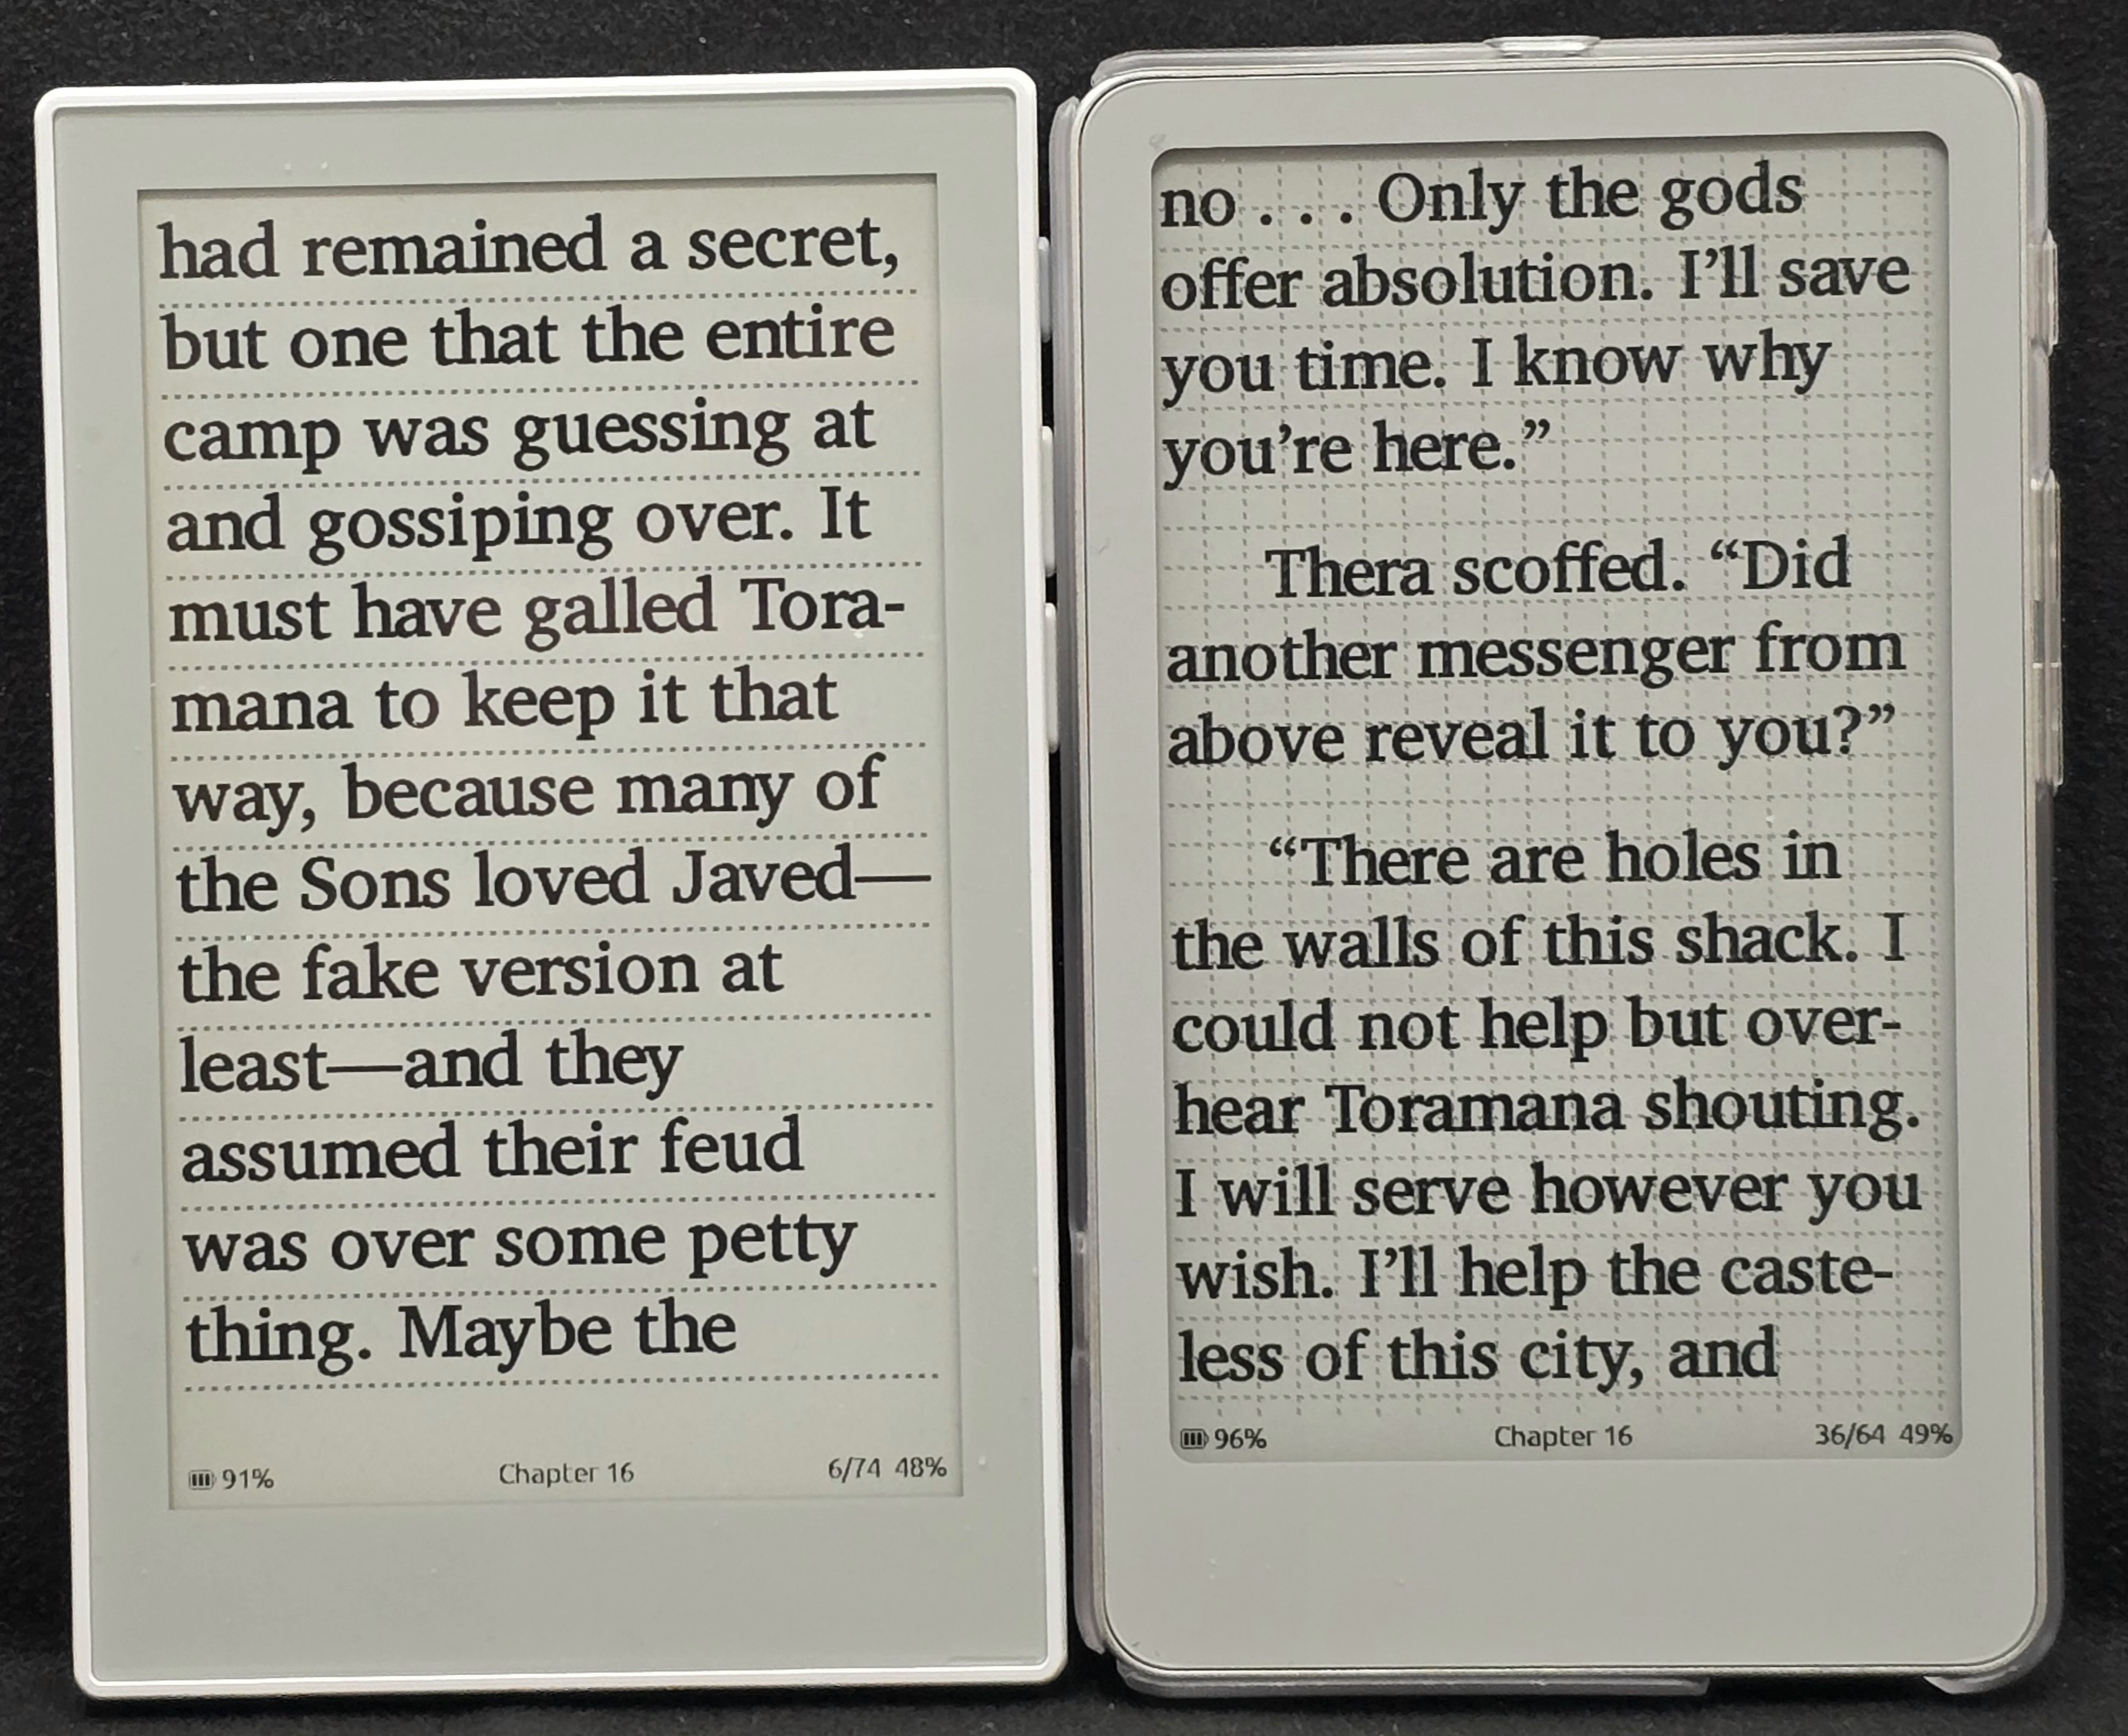 had remained a secret,
but one that the entire
camp was guessing at
and gossiping over. It
must have galled Tora-
mana to keep it that
way, because many of
the Sons loved Javed—
the fake version at
least—and they
assumed their feud
was over some petty
thing. Maybe the
91% Chapter 16 6/74 48%
no . . . Only the gods
offer absolution. I’ll save
you time. I know why
you’re here.”
Thera scoffed. “Did
another messenger from
above reveal it to you?”
“There are holes in
the walls of this shack. I
could not help but over-
hear Toramana shouting.
I will serve however you
wish. I’ll help the caste-
less of this city, and
96% Chapter 16 36/64 49%